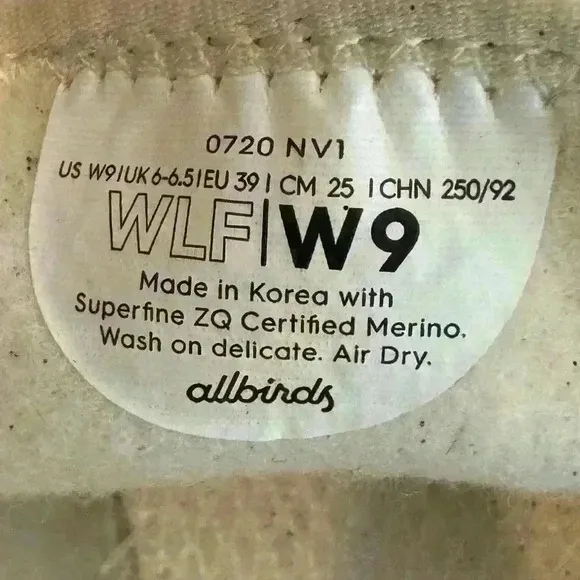 0720 NV1
US W9|UK 6-6.5|EU 39| CM 25 | CHN 250/92
WLF|W9
Made in Korea with
Superfine ZQ Certified Merino.
Wash on delicate. Air Dry.
allbirds